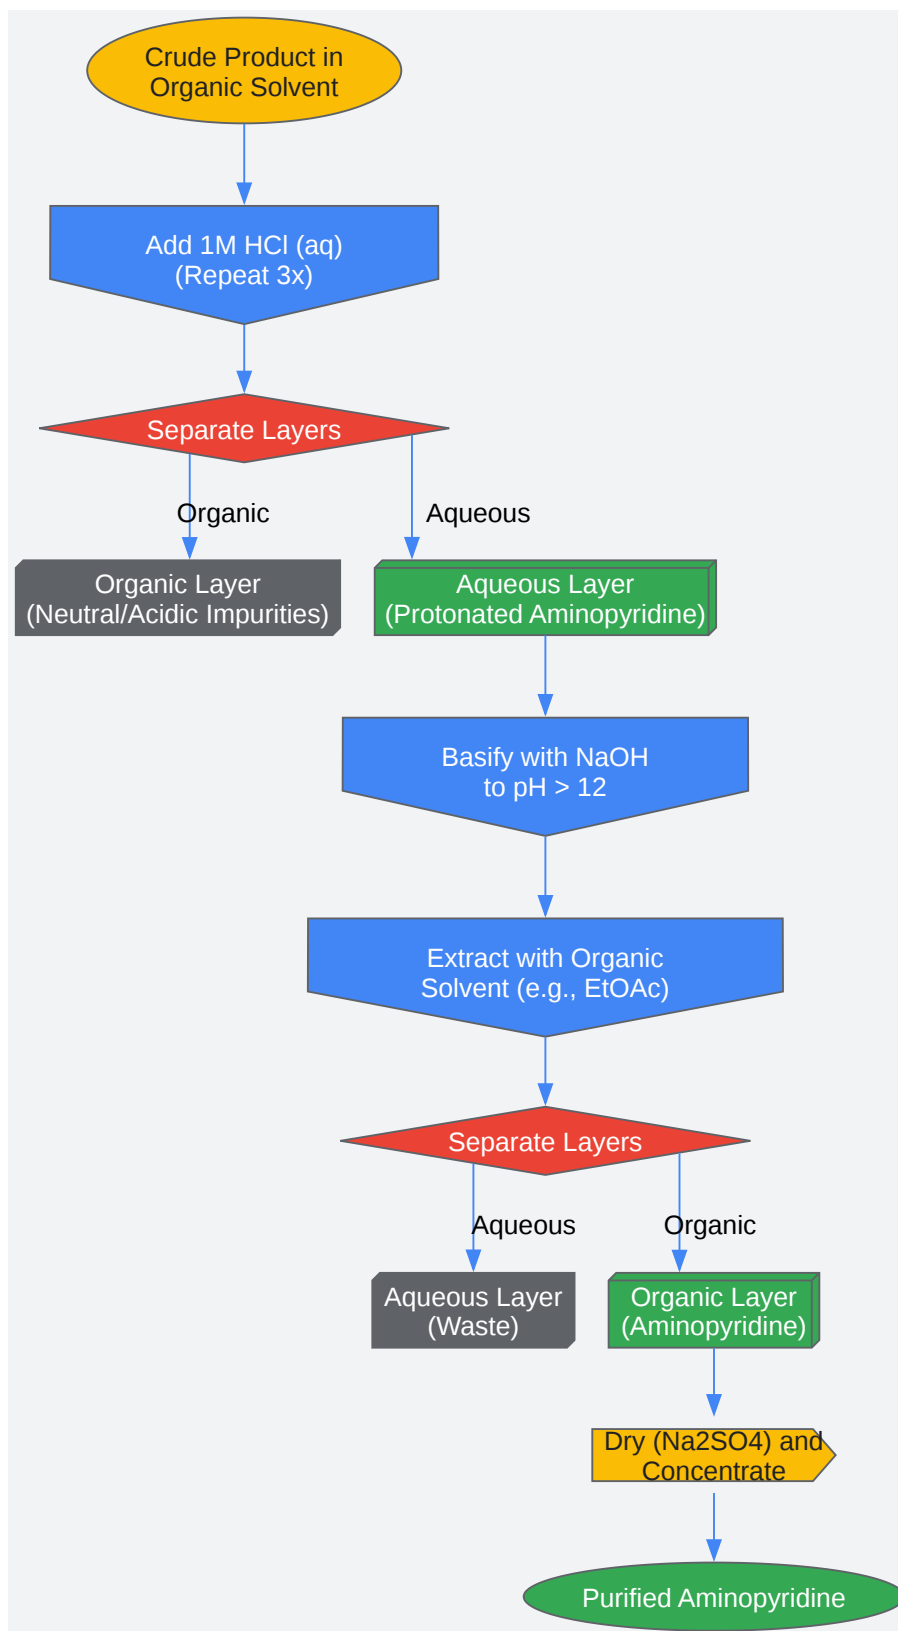 Crude Product in
Organic Solvent
Add 1M HCl (aq)
(Repeat 3x)
Separate Layers
Organic
Aqueous
Organic Layer
(Neutral/Acidic Impurities)
Aqueous Layer
(Protonated Aminopyridine)
Basify with NaOH
to pH > 12
Extract with Organic
Solvent (e.g., EtOAc)
Separate Layers
Aqueous
Organic
Aqueous Layer
(Waste)
Organic Layer
(Aminopyridine)
Dry (Na2SO4) and
Concentrate
Purified Aminopyridine